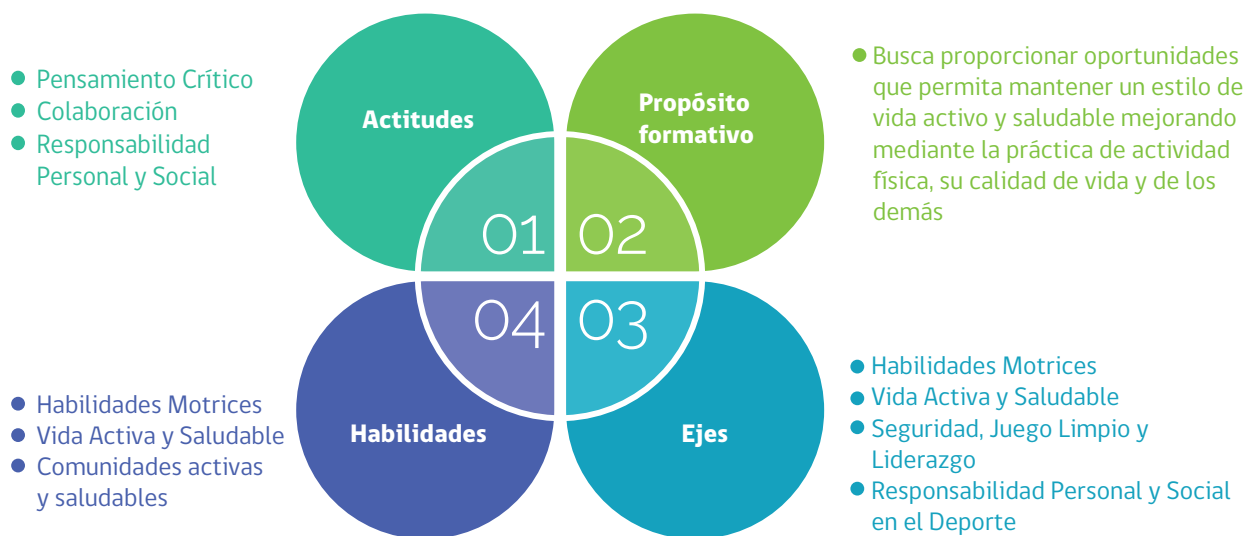 Actitudes
01
Pensamiento Crítico
Colaboración
Responsabilidad
Personal y Social
Propósito
formativo
02
Busca proporcionar oportunidades
que permita mantener un estilo de
vida activo y saludable mejorando
mediante la práctica de actividad
física, su calidad de vida y de los
demás
Ejes
03
Habilidades Motrices
Vida Activa y Saludable
Seguridad, Juego Limpio y
Liderazgo
Responsabilidad Personal y Social
en el Deporte
Habilidades
04
Habilidades Motrices
Vida Activa y Saludable
Comunidades activas
y saludables